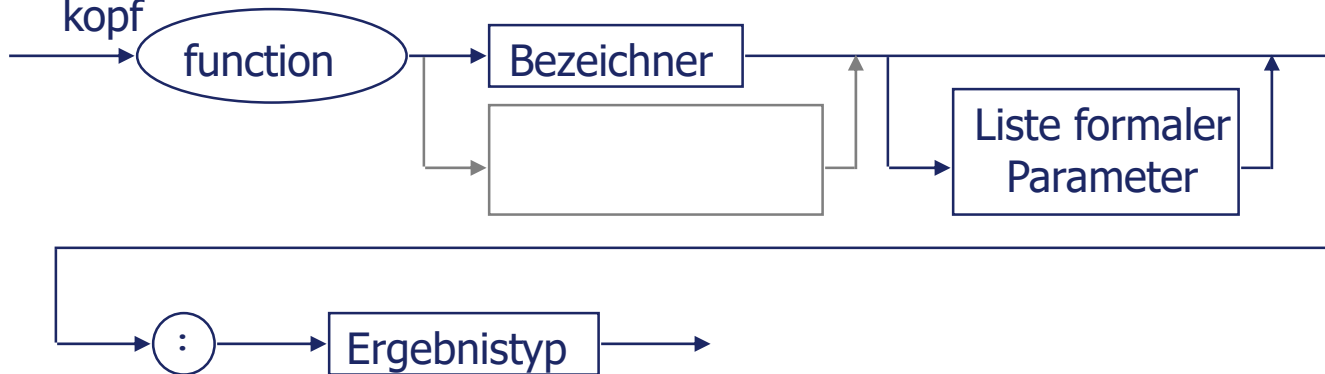 kopf
function
Bezeichner
Liste formaler
Parameter
:
Ergebnistyp